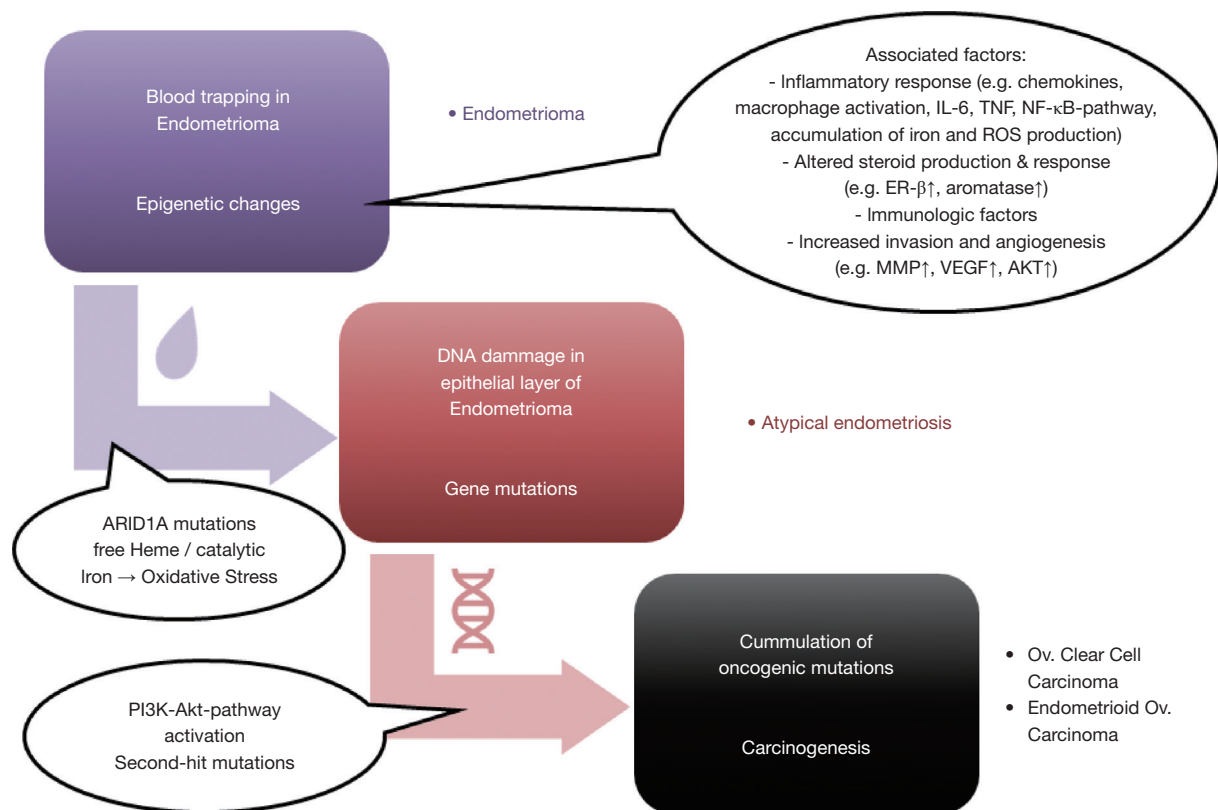 Blood trapping in
Endometrioma
Epigenetic changes
• Endometrioma
Associated factors:
- Inflammatory response (e.g. chemokines,
macrophage activation, IL-6, TNF, NF-κB-pathway,
accumulation of iron and ROS production)
- Altered steroid production & response
(e.g. ER-β↑, aromatase↑)
- Immunologic factors
- Increased invasion and angiogenesis
(e.g. MMP↑, VEGF↑, AKT↑)
DNA dammage in
epithelial layer of
Endometrioma
Gene mutations
• Atypical endometriosis
ARID1A mutations
free Heme / catalytic
Iron → Oxidative Stress
Cummulation of
oncogenic mutations
Carcinogenesis
• Ov. Clear Cell
Carcinoma
• Endometrioid Ov.
Carcinoma
PI3K-Akt-pathway
activation
Second-hit mutations